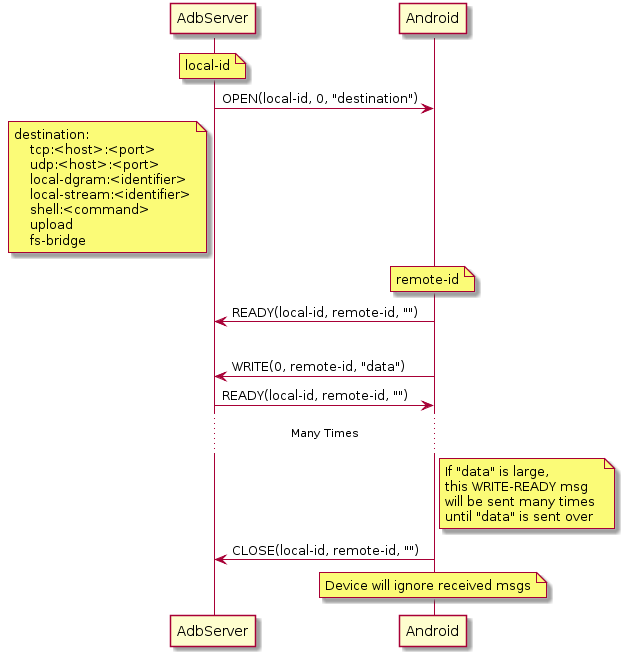 AdbServer
Android
local-id
OPEN(local-id, 0, "destination")
destination:
tcp:<host>:<port>
udp:<host>:<port>
local-dgram:<identifier>
local-stream:<identifier>
shell:<command>
upload
fs-bridge
remote-id
READY(local-id, remote-id, "")
WRITE(0, remote-id, "data")
READY(local-id, remote-id, "")
Many Times
If "data" is large,
this WRITE-READY msg
will be sent many times
until "data" is sent over
CLOSE(local-id, remote-id, "")
Device will ignore received msgs
AdbServer
Android